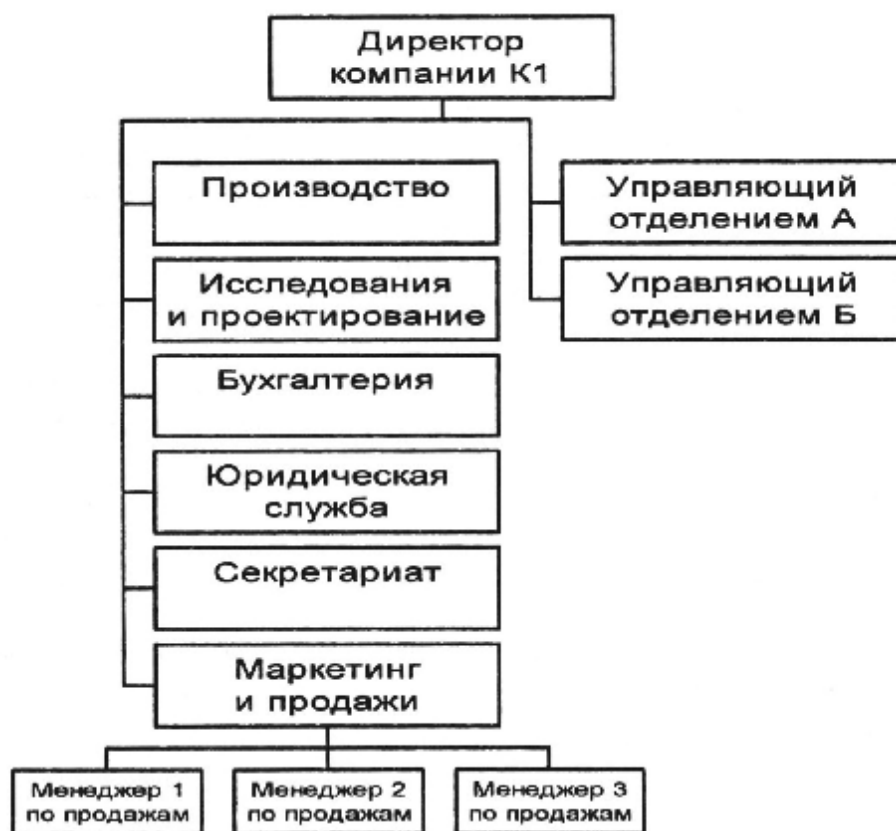 Директор
компании К1
Производство
Управляющий
отделением А
Исследования
и проектирование
Управляющий
отделением Б
Бухгалтерия
Юридическая
служба
Секретариат
Маркетинг
и продажи
Менеджер 1
по продажам
Менеджер 2
по продажам
Менеджер 3
по продажам